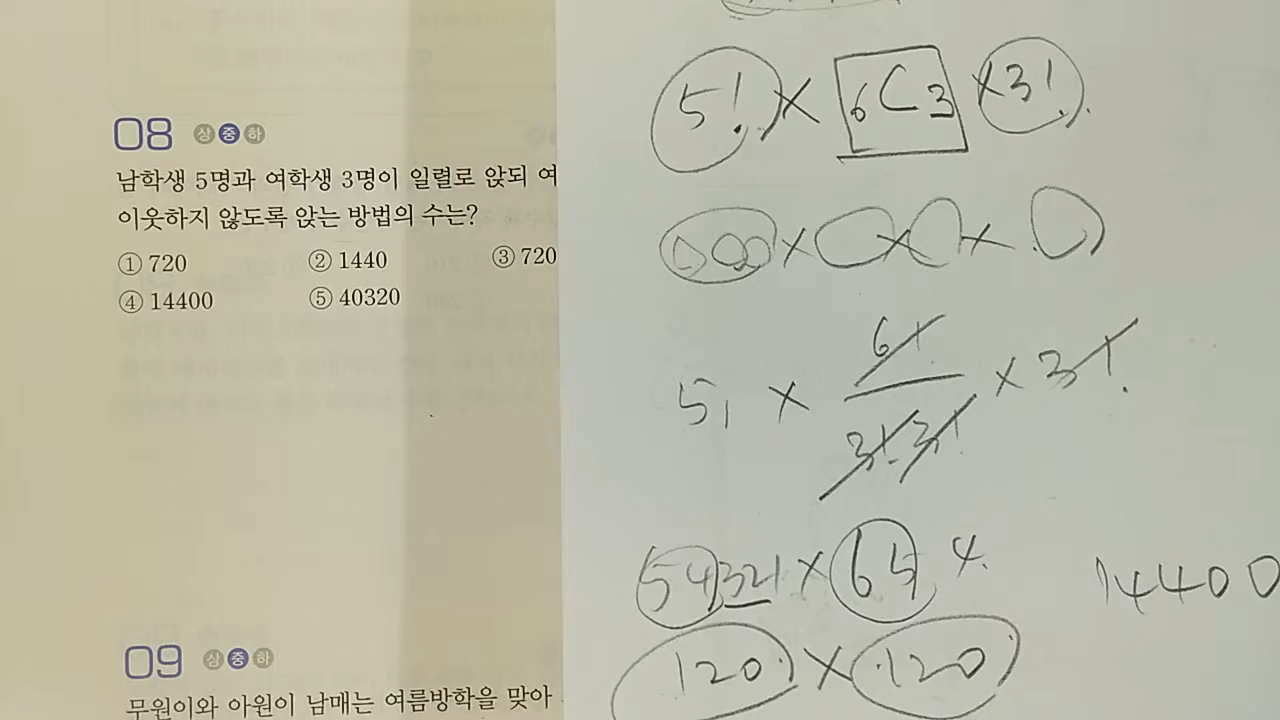 08 상 중 하
남학생 5명과 여학생 3명이 일렬로 앉되 여
이웃하지 않도록 앉는 방법의 수는?
① 720 ② 1440 ③ 720
④ 14400 ⑤ 40320
09 상 중 하
무원이와 아원이 남매는 여름방학을 맞아
5! × ₆C₃ × 3!
5! × 6! / 3! 3! × 3!
54321 × 65 4
14400
120 × 120